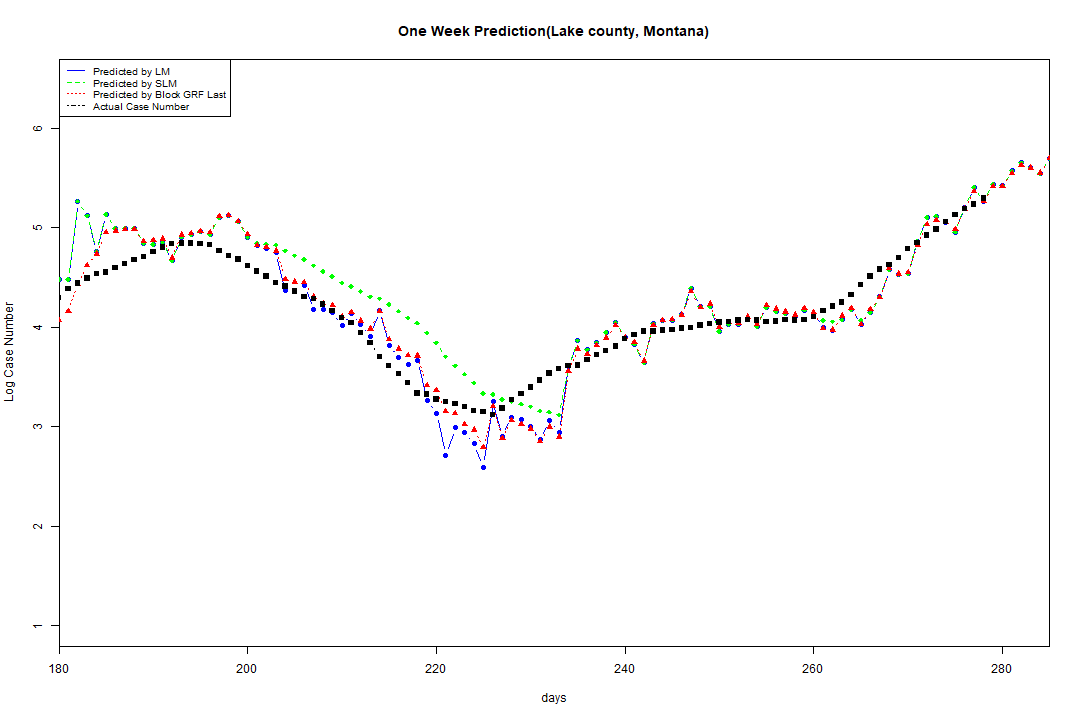 One Week Prediction(Lake county, Montana)
Predicted by LM
Predicted by SLM
Predicted by Block GRF Last
Actual Case Number
6
5
4
3
2
1
Log Case Number
180 200 220 240 260 280
days